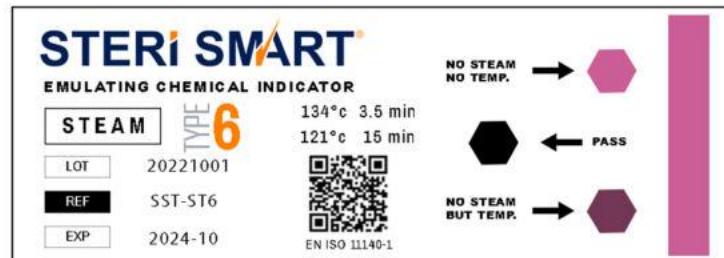 STERi SMART
EMULATING CHEMICAL INDICATOR
STEAM
TYPE 6
134°c 3.5 min
121°c 15 min
LOT 20221001
REF SST-ST6
EXP 2024-10
EN ISO 11140-1
NO STEAM
NO TEMP.
PASS
NO STEAM
BUT TEMP.